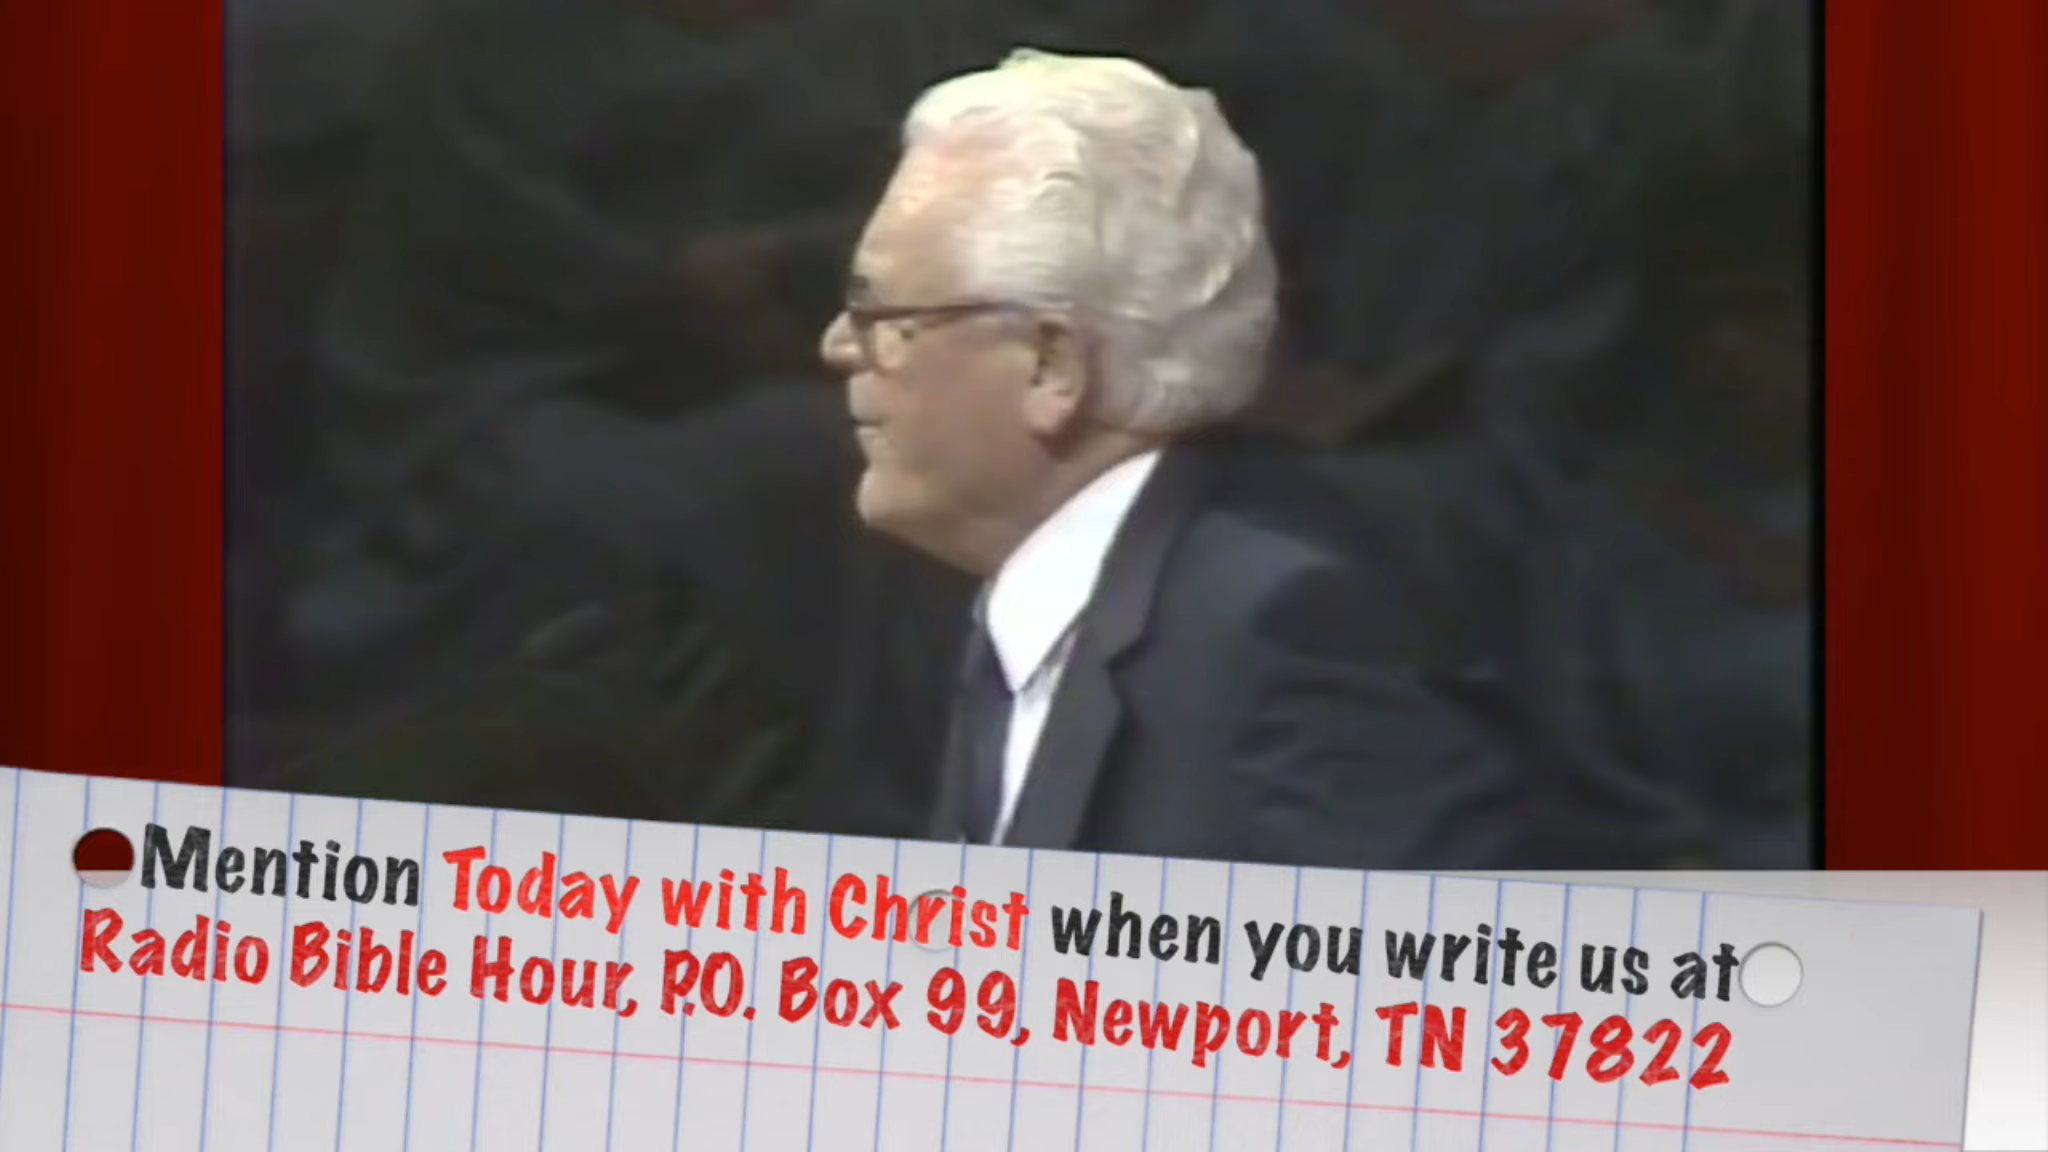 Mention Today with Christ when you write us at
Radio Bible Hour, P.O. Box 99, Newport, TN 37822